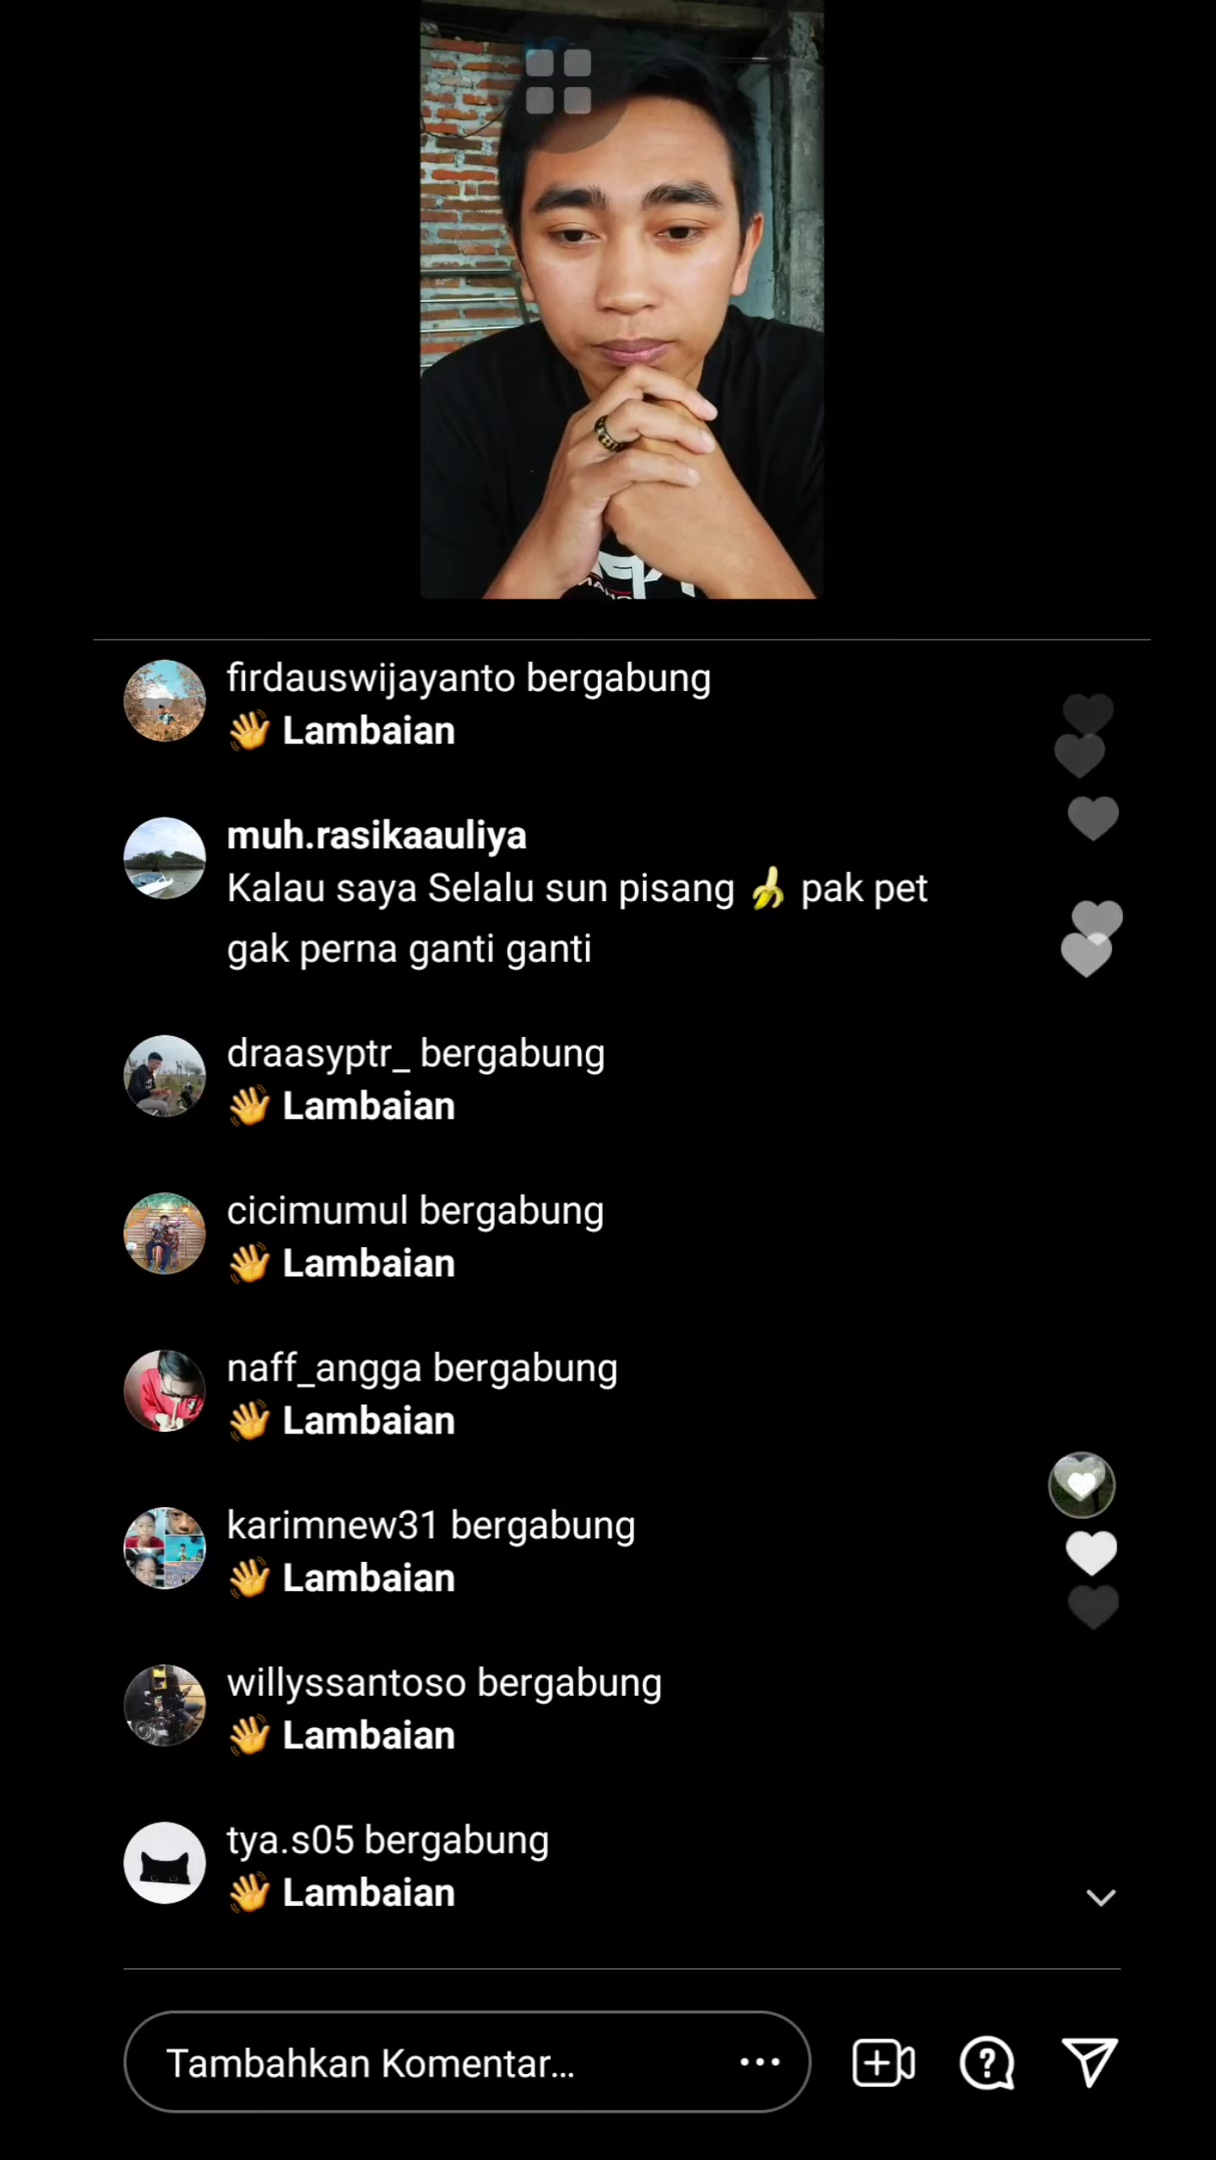 firdauswijayanto bergabung
👋 Lambaian
muh.rasikaauliya
Kalau saya Selalu sun pisang 🍌 pak pet
gak perna ganti ganti
draasyptr_ bergabung
👋 Lambaian
cicimumul bergabung
👋 Lambaian
naff_angga bergabung
👋 Lambaian
karimnew31 bergabung
👋 Lambaian
willyssantoso bergabung
👋 Lambaian
tya.s05 bergabung
👋 Lambaian
Tambahkan Komentar...